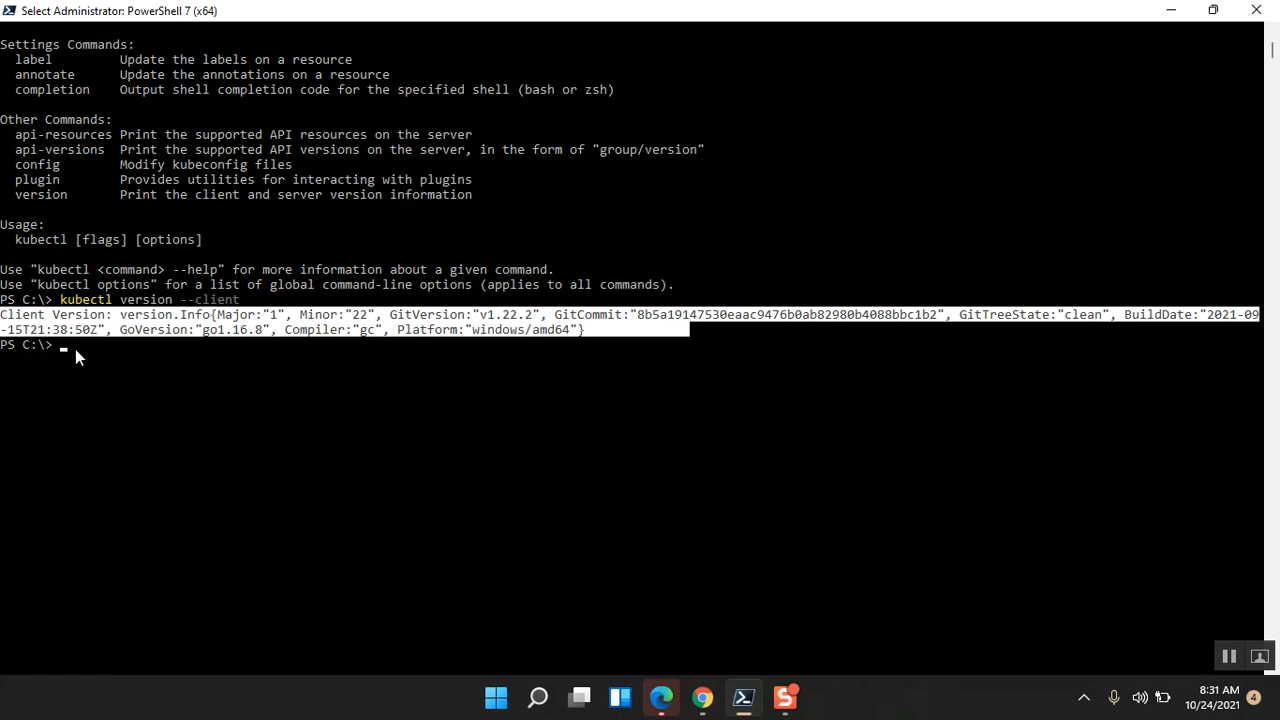 Select Administrator: PowerShell 7 (x64)
Settings Commands:
label Update the labels on a resource
annotate Update the annotations on a resource
completion Output shell completion code for the specified shell (bash or zsh)
Other Commands:
api-resources Print the supported API resources on the server
api-versions Print the supported API versions on the server, in the form of "group/version"
config Modify kubeconfig files
plugin Provides utilities for interacting with plugins
version Print the client and server version information
Usage:
kubectl [flags] [options]
Use "kubectl <command> --help" for more information about a given command.
Use "kubectl options" for a list of global command-line options (applies to all commands).
PS C:\> kubectl version --client
Client Version: version.Info{Major:"1", Minor:"22", GitVersion:"v1.22.2", GitCommit:"8b5a19147530eaac9476b0ab82980b4088bbc1b2", GitTreeState:"clean", BuildDate:"2021-09
-15T21:38:50Z", GoVersion:"go1.16.8", Compiler:"gc", Platform:"windows/amd64"}
PS C:\>
8:31 AM
10/24/2021
4